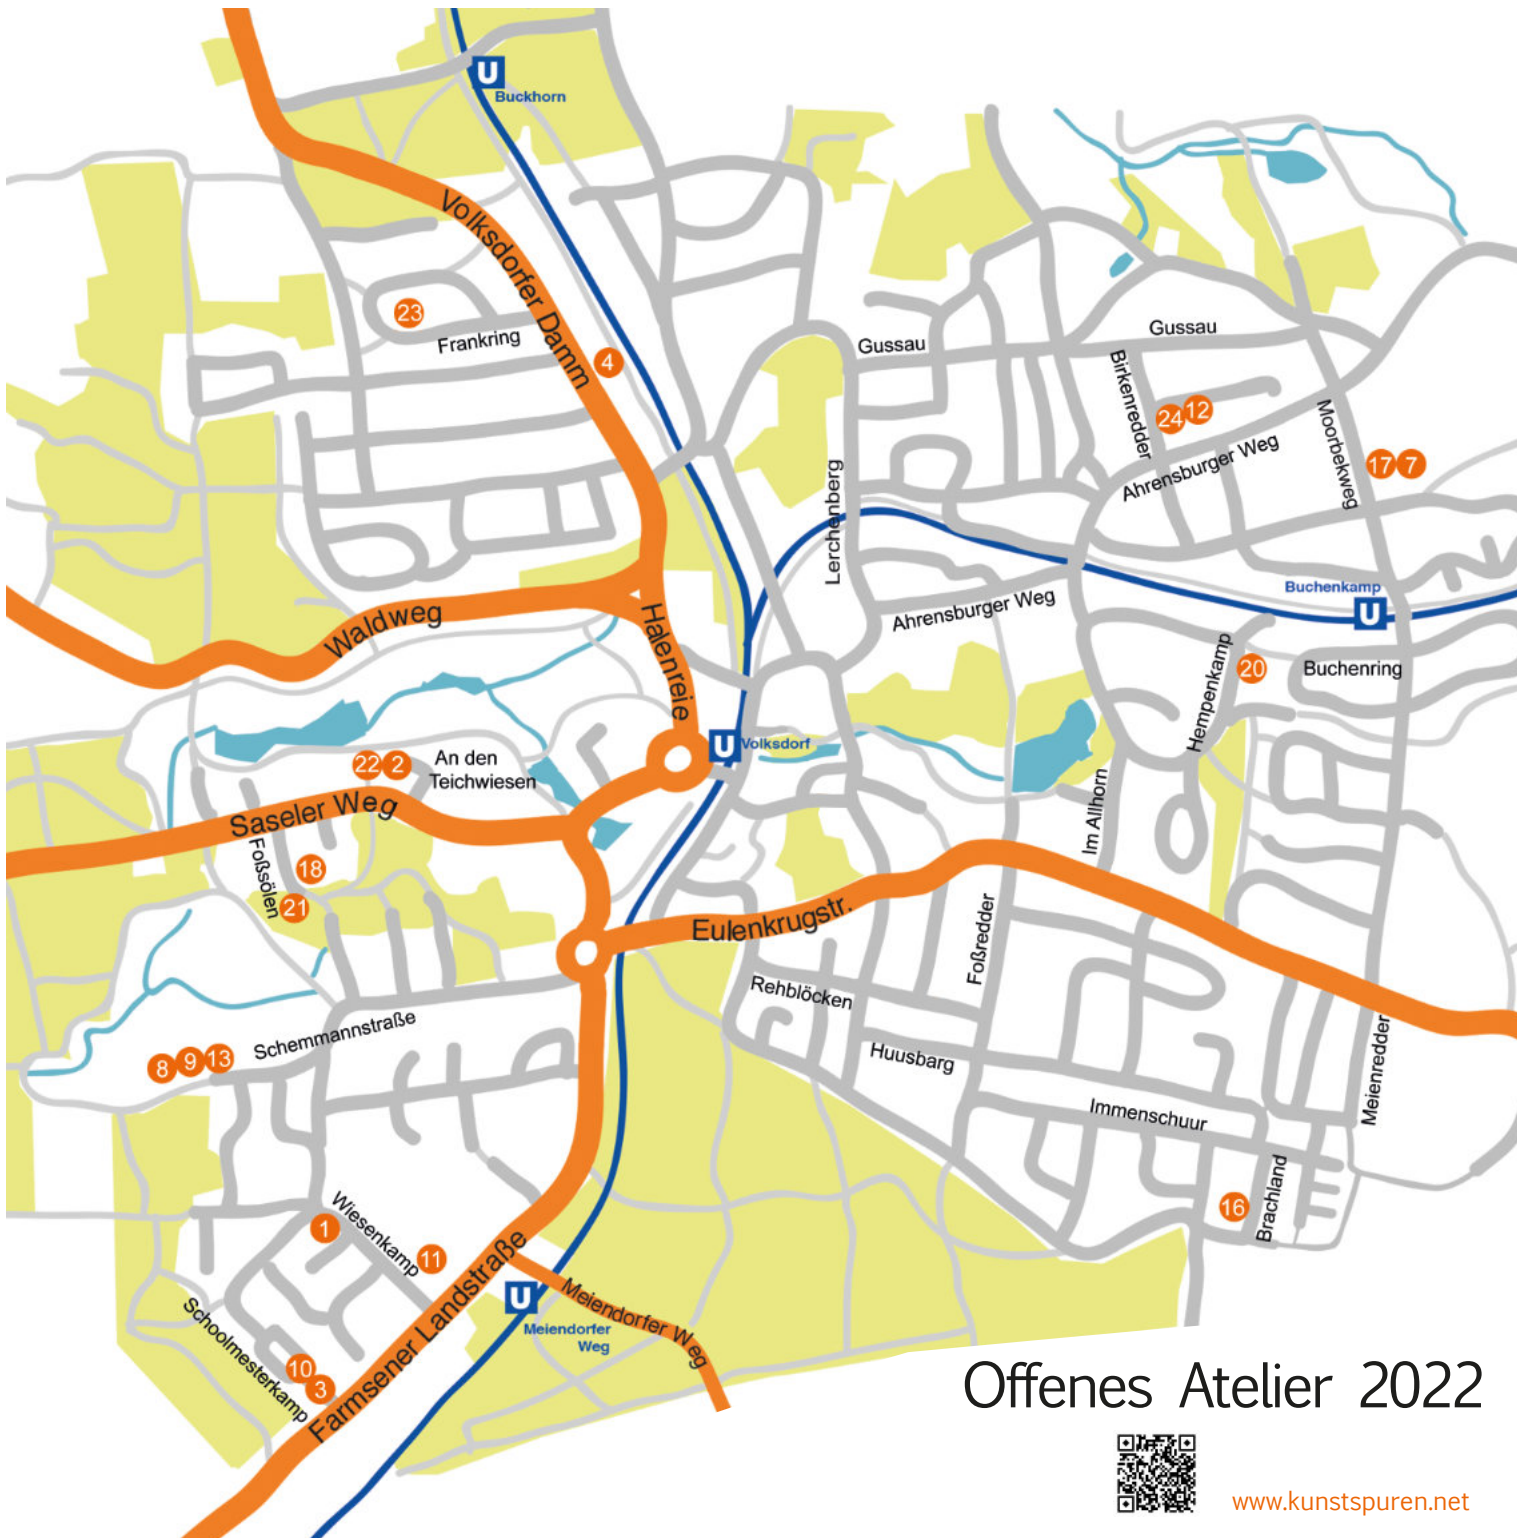 U
Buckhorn
Volksdorfer Damm
23
Frankring
4
Gussau
Gussau
Birkenredder
24
12
Ahrensburger Weg
Moorbekweg
17
7
Lerchenberg
Waldweg
Halenreie
Ahrensburger Weg
Buchenkamp
U
Hempenkamp
20
Buchenring
U
Volksdorf
22
2
An den
Teichwiesen
Saseler Weg
Im Allhorn
Foßsölen
18
21
Eulenkrugstr.
Foßredder
Rehblöcken
Schemmannstraße
8
9
13
Huusbarg
Meienredder
Immenschuur
Brachland
16
Wiesenkamp
1
11
Schoolmesterkamp
10
3
Farmsener Landstraße
U
Meiendorfer
Weg
Meiendorfer Weg
Offenes Atelier 2022
www.kunstspuren.net